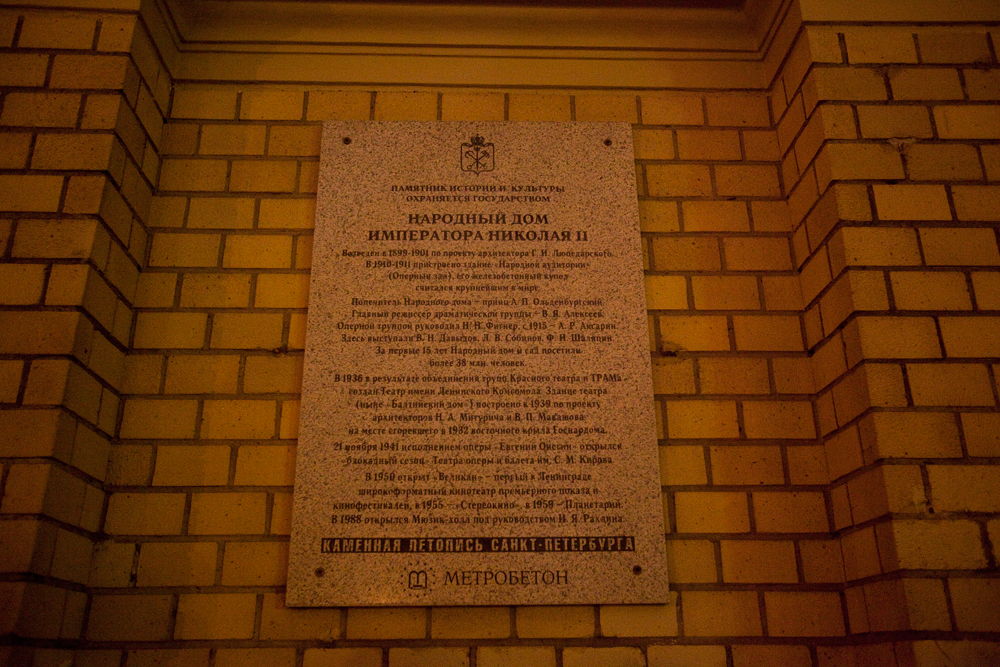 ПАМЯТНИК ИСТОРИИ И КУЛЬТУРЫ
ОХРАНЯЕТСЯ ГОСУДАРСТВОМ
НАРОДНЫЙ ДОМ
ИМПЕРАТОРА НИКОЛАЯ II
Возведен в 1899-1901 по проекту архитектора Г. И. Люцедарского.
В 1910-1911 пристроено здание «Народной аудитории»
(Оперный зал), его железобетонный купол
считался крупнейшим в мире.
Попечитель Народного дома – принц А. П. Ольденбургский.
Главный режиссер драматической труппы – В. Я. Алексеев.
Оперной труппой руководил Н. Н. Фигнер, с 1915 – А. Р. Аксарин.
Здесь выступали В. Н. Давыдов, Л. В. Собинов, Ф. И. Шаляпин.
За первые 15 лет Народный дом и сад посетили
более 38 млн. человек.
В 1936 в результате объединения трупп Красного театра и ТРАМа
создан Театр имени Ленинского Комсомола. Здание театра
(ныне «Балтийский дом») построено к 1939 по проекту
архитекторов Н. А. Митурича и В. П. Макашова
на месте сгоревшего в 1932 восточного крыла Госнардома.
21 ноября 1941 исполнением оперы «Евгений Онегин» открылся
блокадный сезон Театра оперы и балета им. С. М. Кирова.
В 1950 открыт «Великан» – первый в Ленинграде
широкоформатный кинотеатр премьерного показа и
кинофестивалей, в 1955 – «Стереокино», в 1959 – Планетарий.
В 1988 открылся Мюзик-холл под руководством И. Я. Рахлина.
КАМЕННАЯ ЛЕТОПИСЬ САНКТ-ПЕТЕРБУРГА
МЕТРОБЕТОН